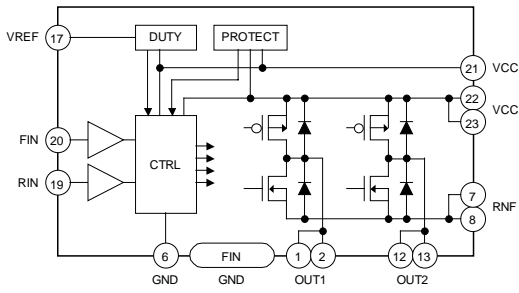 VREF 17 DUTY PROTECT
21 VCC
22 VCC
23
FIN 20
CTRL
RIN 19
7 RNF
8
6 FIN 1 2 12 13
GND GND OUT1 OUT2